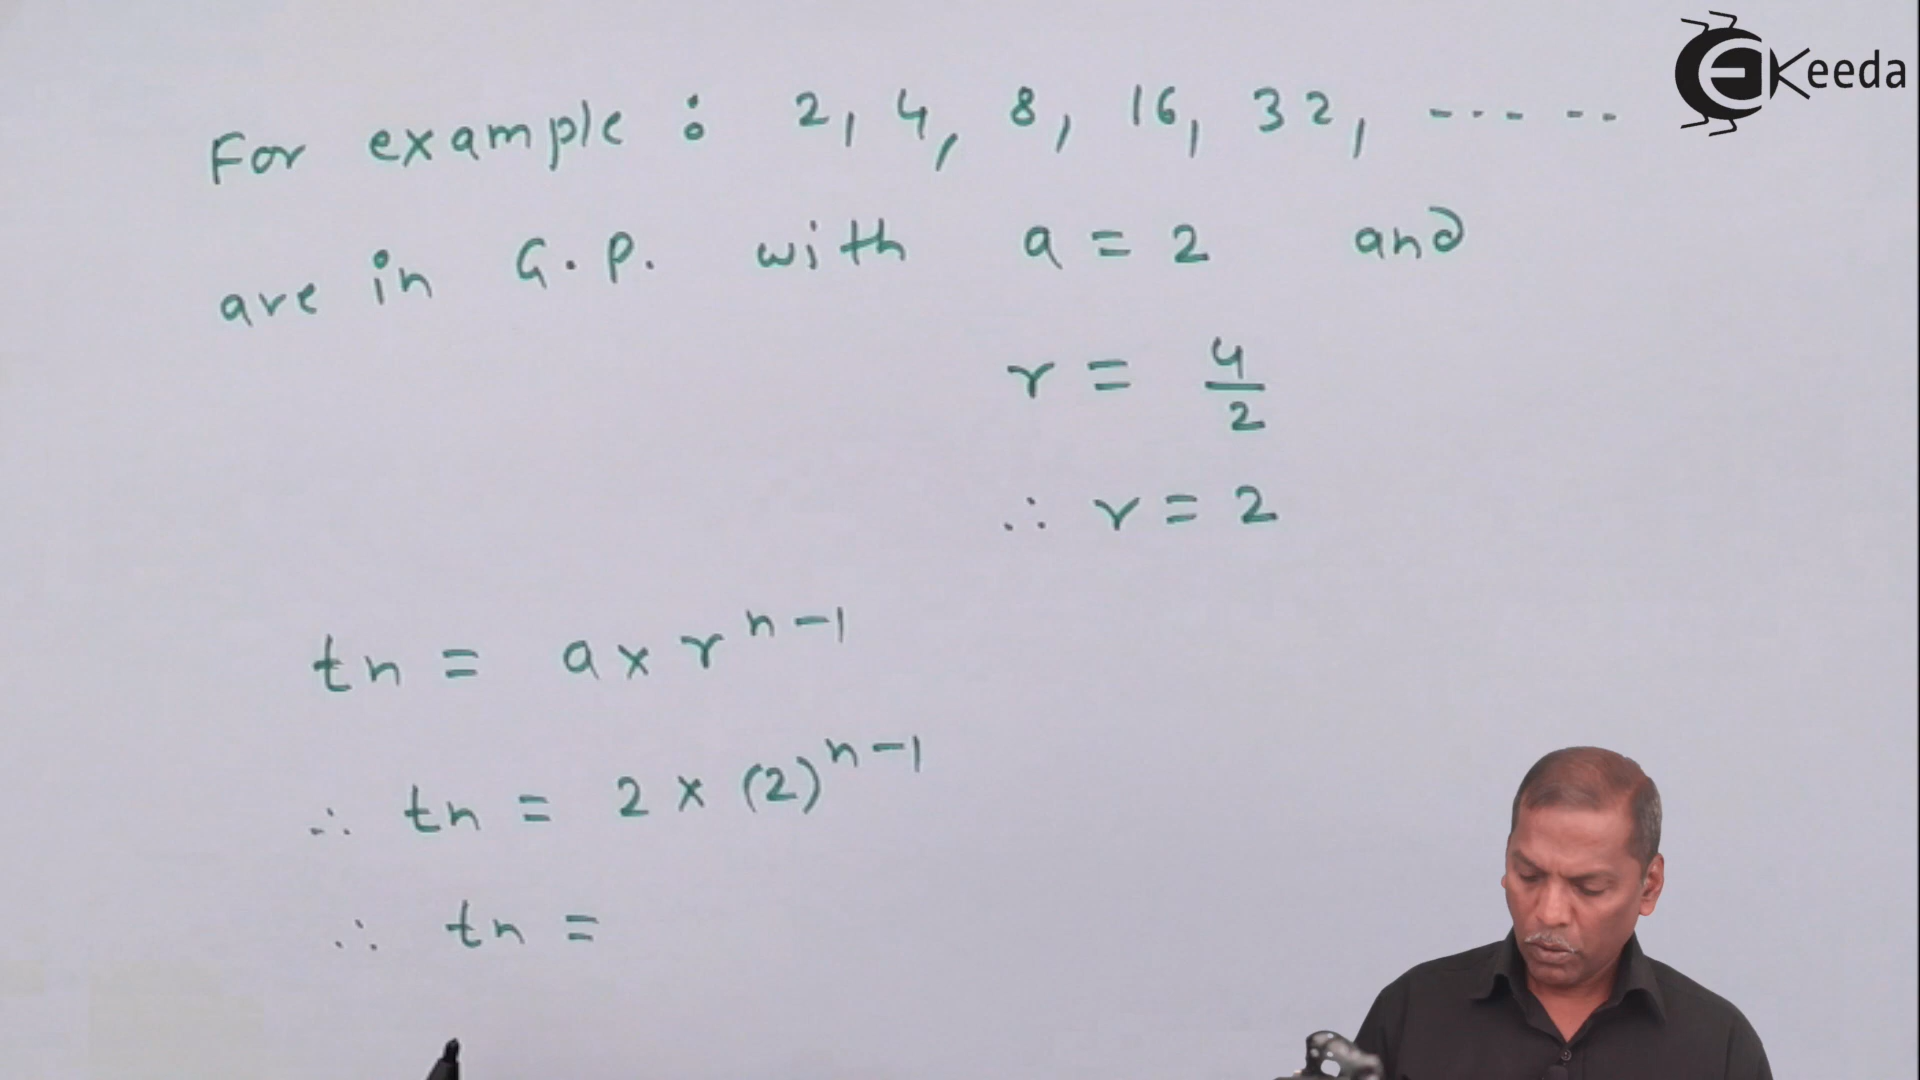 EKeeda
For example : 2, 4, 8, 16, 32, ------
are in G.P. with a = 2 and
r = 4/2
∴ r = 2
tn = a x r^n-1
∴ tn = 2 x (2)^n-1
∴ tn =